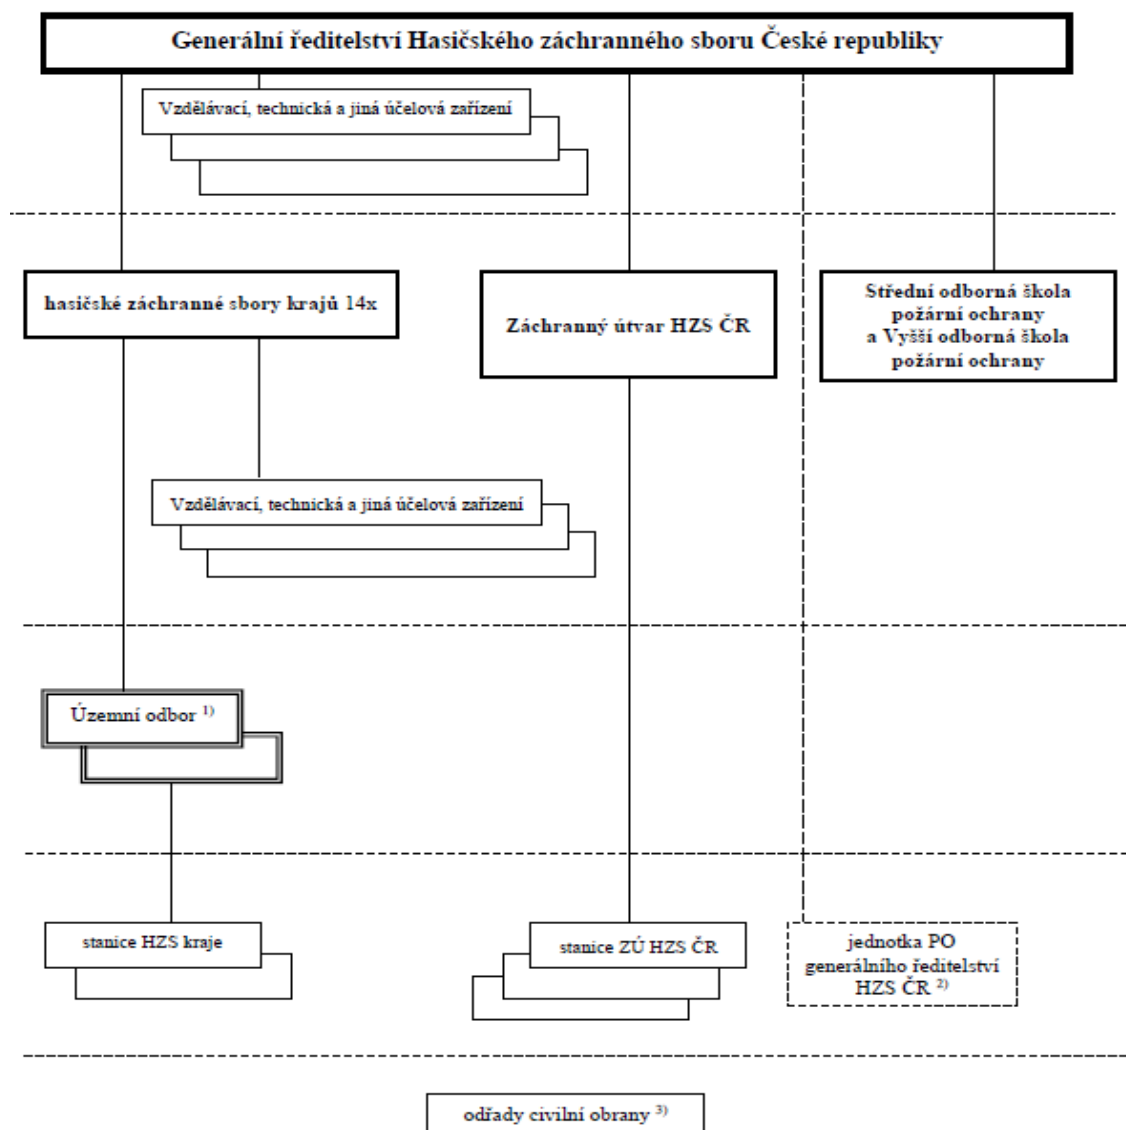 Generální ředitelství Hasičského záchranného sboru České republiky
Vzdělávací, technická a jiná účelová zařízení
hasičské záchranné sbory krajů 14x
Záchranný útvar HZS ČR
Střední odborná škola
požární ochrany
a Vyšší odborná škola
požární ochrany
Vzdělávací, technická a jiná účelová zařízení
Územní odbor 1)
stanice HZS kraje
stanice ZÚ HZS ČR
jednotka PO
generálního ředitelství
HZS ČR 2)
odřady civilní obrany 3)